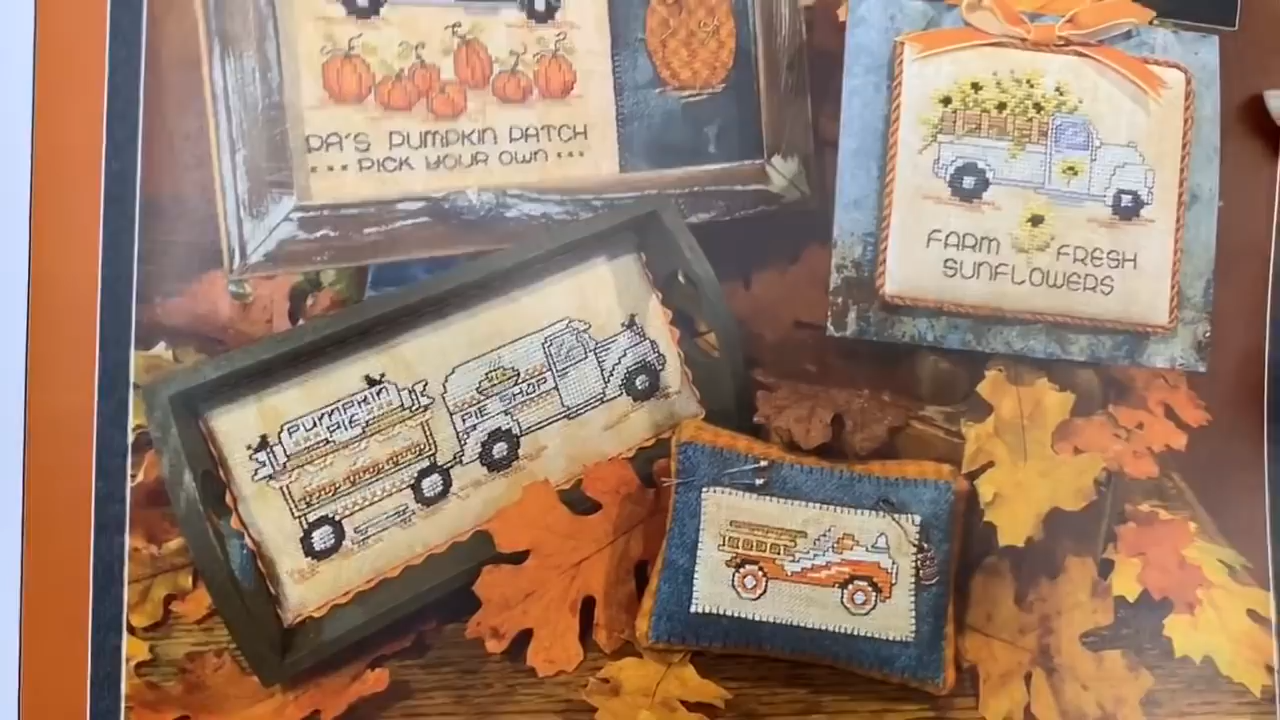 PA'S PUMPKIN PATCH
... PICK YOUR OWN ...
FARM FRESH
SUNFLOWERS
PUMPKIN
PIE
PIE SHOP